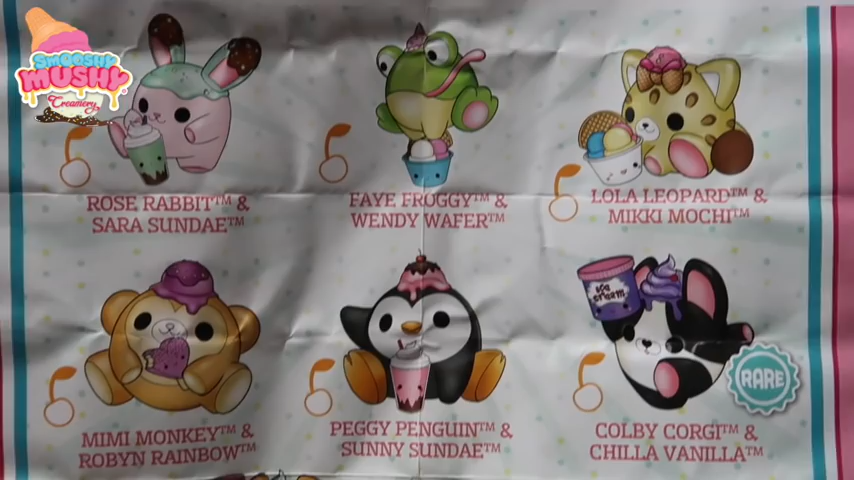 SMOOSHY
MUSHY
Creamery
ROSE RABBIT™ &
SARA SUNDAE™
FAYE FROGGY™ &
WENDY WAFER™
LOLA LEOPARD™ &
MIKKI MOCHI™
ice
cream
RARE
MIMI MONKEY™ &
ROBYN RAINBOW™
PEGGY PENGUIN™ &
SUNNY SUNDAE™
COLBY CORGI™ &
CHILLA VANILLA™